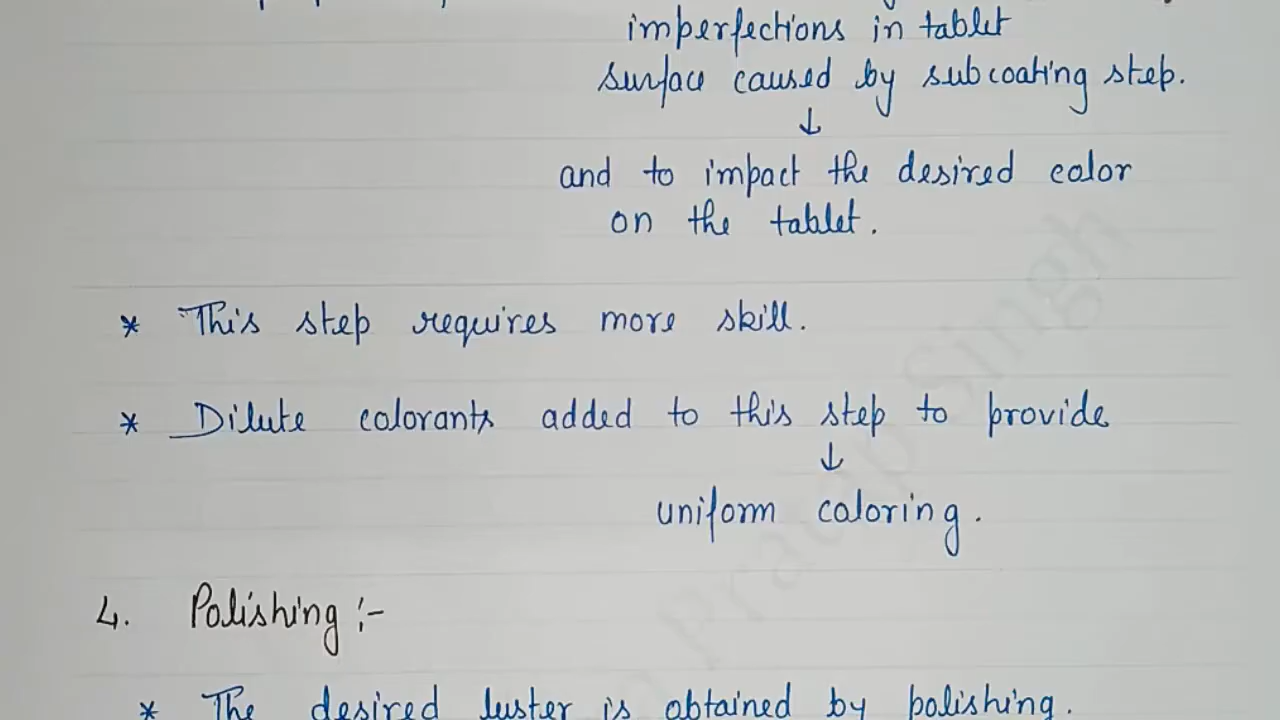 imperfections in tablet
surface caused by subcoating step.
↓
and to impact the desired color
on the tablet.
* This step requires more skill.
* Dilute colorants added to this step to provide
↓
uniform coloring.
4. Polishing :-
* The desired luster is obtained by polishing.
Pratap Singh